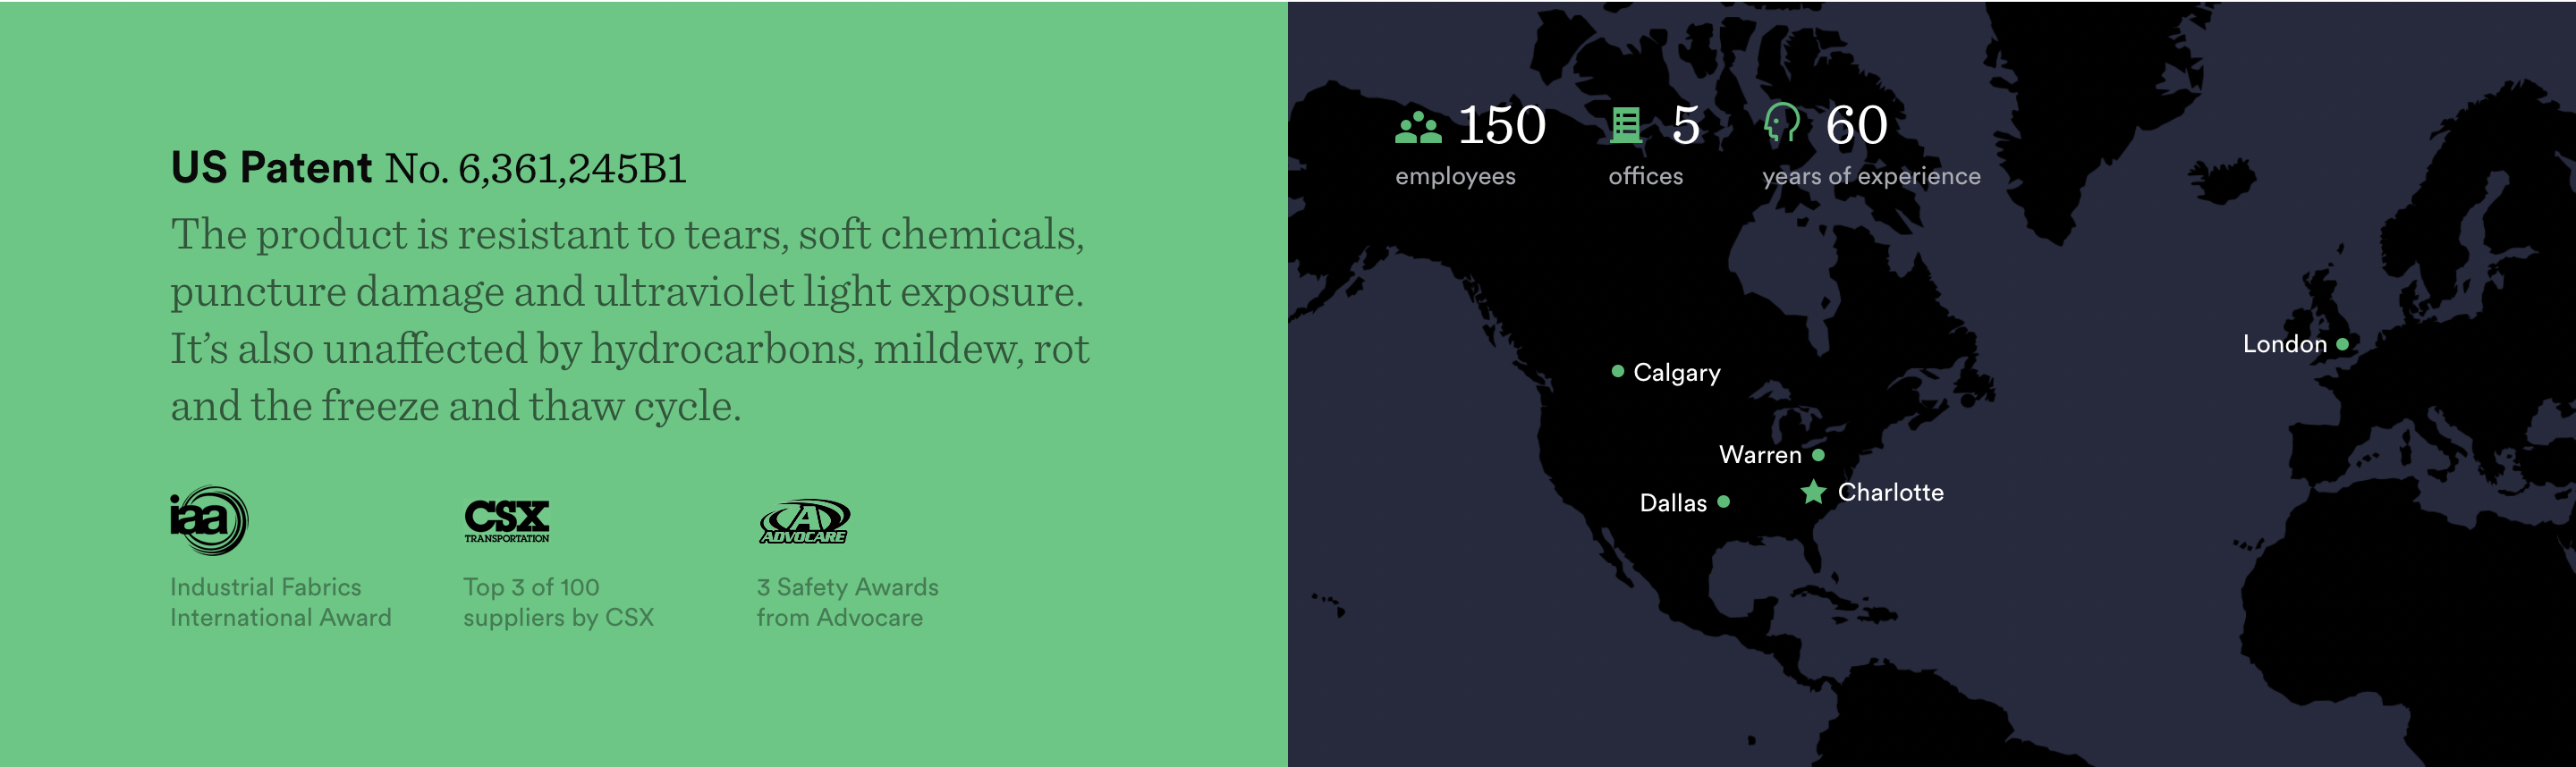 US Patent No. 6,361,245B1
The product is resistant to tears, soft chemicals,
puncture damage and ultraviolet light exposure.
It’s also unaffected by hydrocarbons, mildew, rot
and the freeze and thaw cycle.
iaa
Industrial Fabrics
International Award
CSX
TRANSPORTATION
Top 3 of 100
suppliers by CSX
A
ADVOCARE
3 Safety Awards
from Advocare
150
employees
5
offices
60
years of experience
London
Calgary
Warren
Charlotte
Dallas